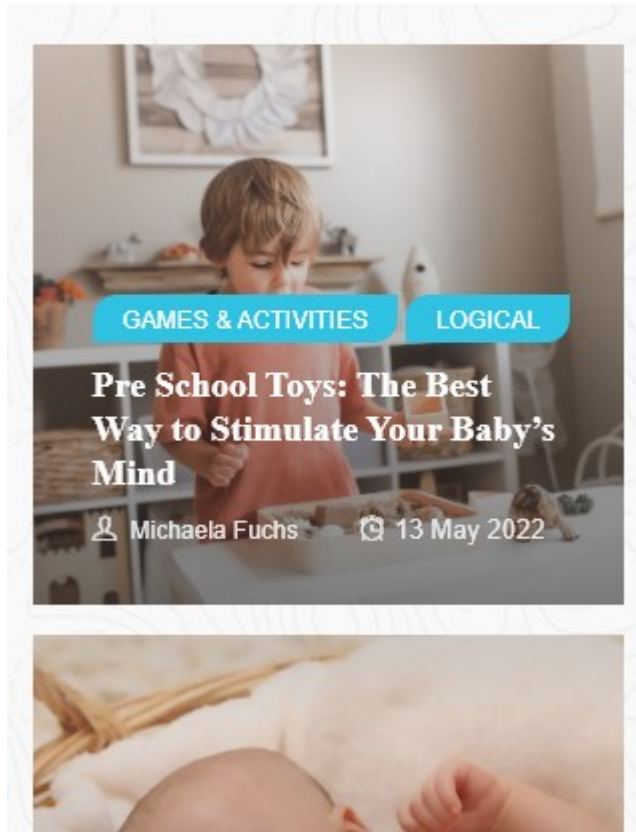 GAMES & ACTIVITIES LOGICAL
Pre School Toys: The Best
Way to Stimulate Your Baby’s
Mind
Michaela Fuchs 13 May 2022